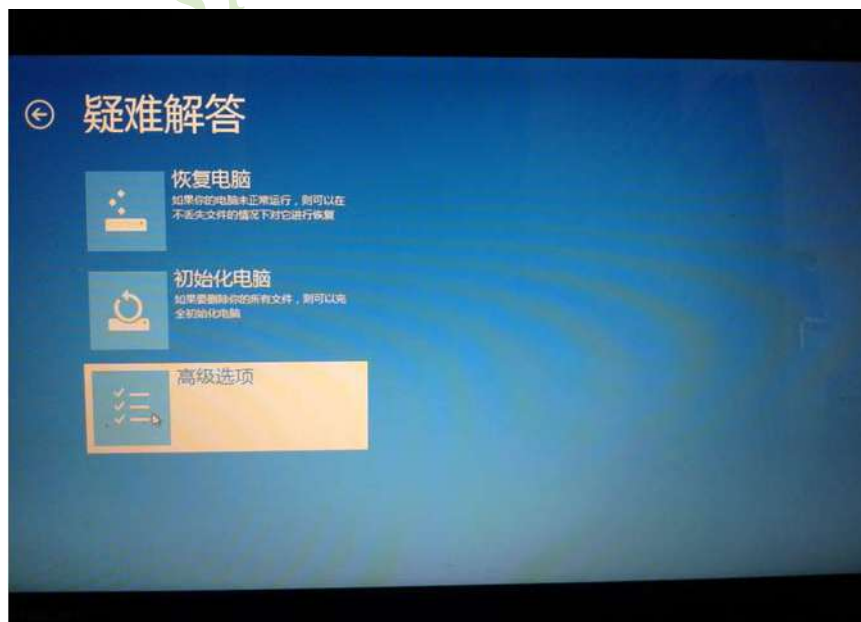 疑难解答
恢复电脑
如果你的电脑未正常运行，则可以在
不丢失文件的情况下对它进行恢复
初始化电脑
如果要删除你的所有文件，则可以完
全初始化电脑
高级选项